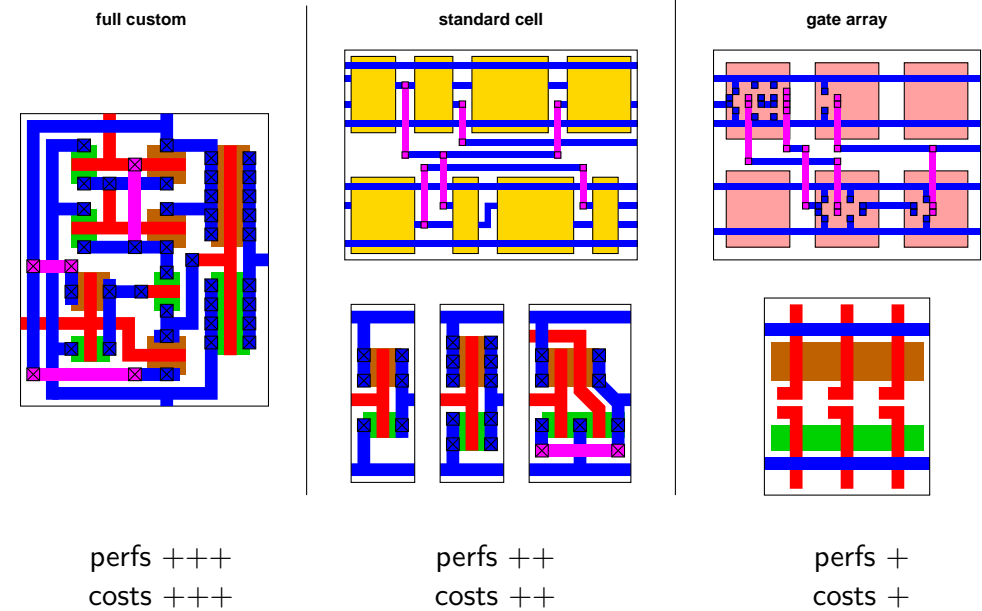 full custom
standard cell
gate array
perfs +++
costs +++
perfs ++
costs ++
perfs +
costs +